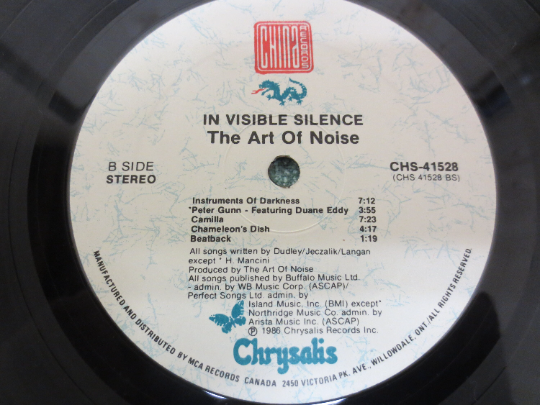 CHINA RECORDS
IN VISIBLE SILENCE
The Art Of Noise
B SIDE
STEREO
CHS-41528
(CHS 41528 BS)
Instruments Of Darkness 7:12
*Peter Gunn - Featuring Duane Eddy 3:55
Camilla 7:23
Chameleon's Dish 4:17
Beatback 1:19
All songs written by Dudley/Jeczalik/Langan
except * H. Mancini
Produced by The Art Of Noise
All songs published by Buffalo Music Ltd.
- admin. by WB Music Corp. (ASCAP)/
Perfect Songs Ltd. admin. by
Island Music. Inc. (BMI) except*
Northridge Music Co. admin. by
Arista Music Inc. (ASCAP)
Ⓟ 1986 Chrysalis Records Inc.
Chrysalis
MANUFACTURED AND DISTRIBUTED BY MCA RECORDS CANADA 2450 VICTORIA PK. AVE., WILLOWDALE, ONT./ALL RIGHTS RESERVED.